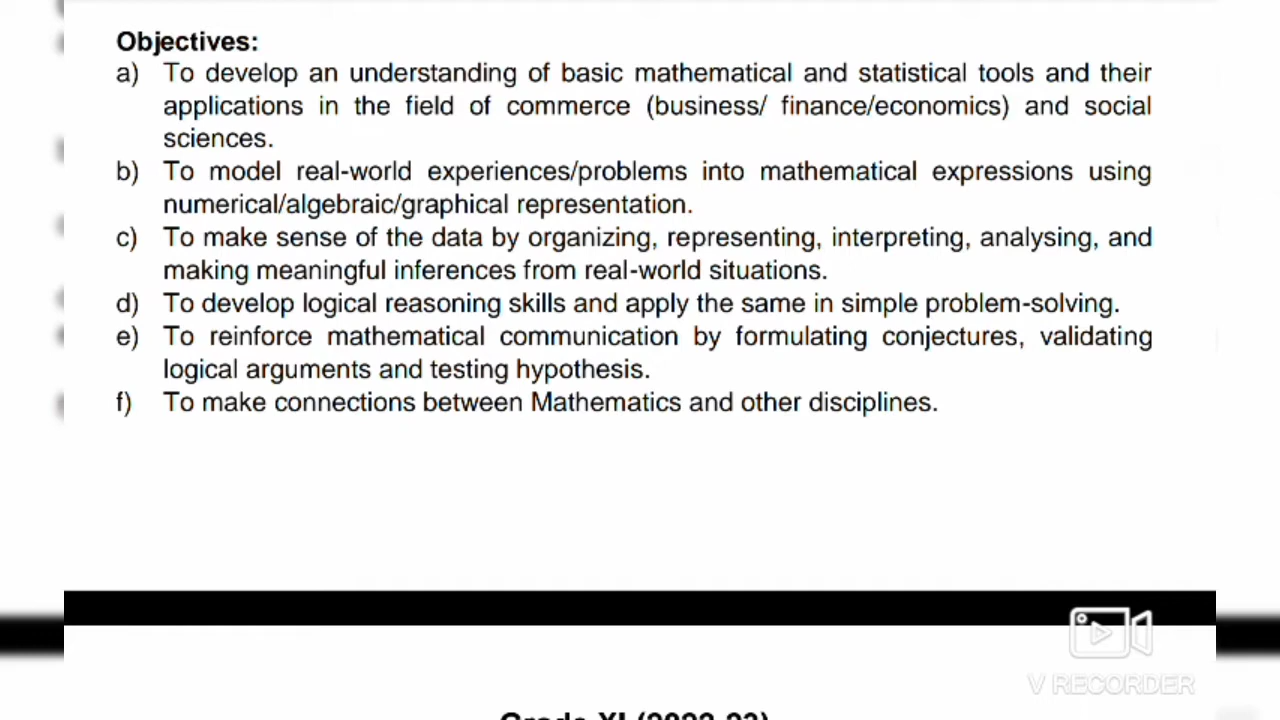 Objectives:
a) To develop an understanding of basic mathematical and statistical tools and their
applications in the field of commerce (business/ finance/economics) and social
sciences.
b) To model real-world experiences/problems into mathematical expressions using
numerical/algebraic/graphical representation.
c) To make sense of the data by organizing, representing, interpreting, analysing, and
making meaningful inferences from real-world situations.
d) To develop logical reasoning skills and apply the same in simple problem-solving.
e) To reinforce mathematical communication by formulating conjectures, validating
logical arguments and testing hypothesis.
f) To make connections between Mathematics and other disciplines.
V RECORDER
Grade XI (2022-23)